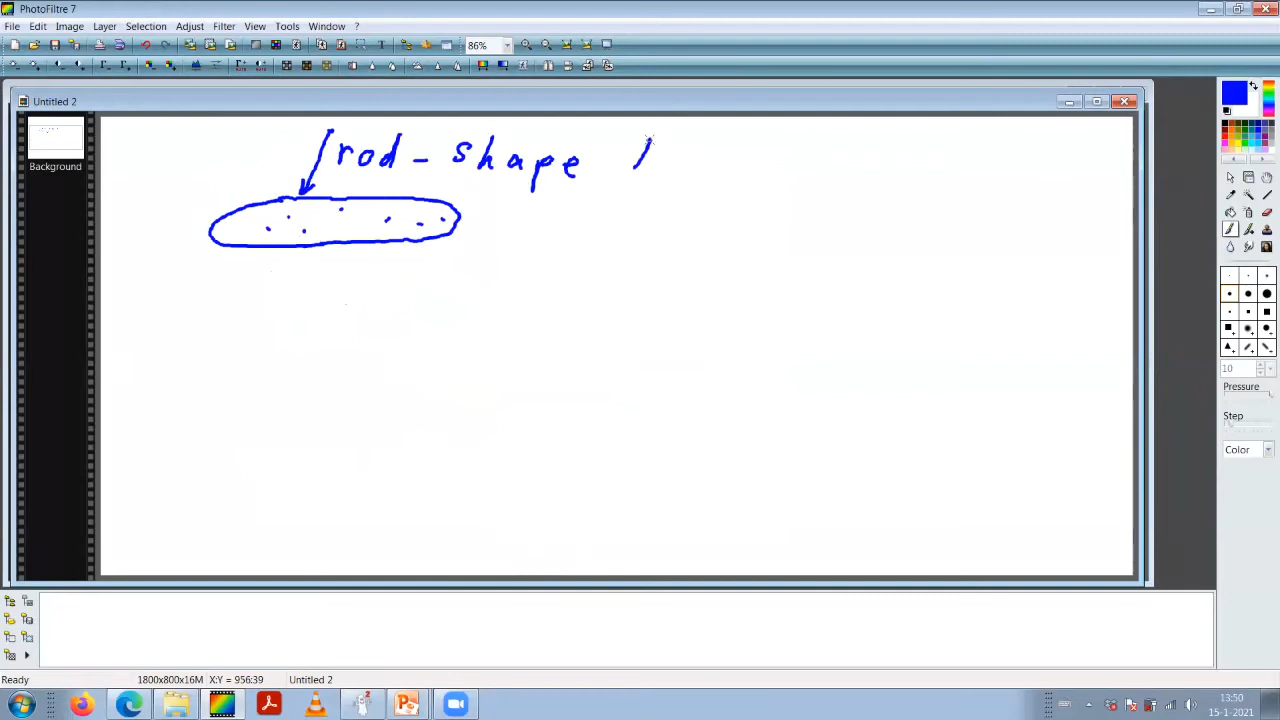 PhotoFiltre 7
File Edit Image Layer Selection Adjust Filter View Tools Window ?
86%
Untitled 2
Background
rod-shape
10
Pressure
Step
Color
Ready 1800x800x16M X:Y = 956:39 Untitled 2
13:50
15-1-2021